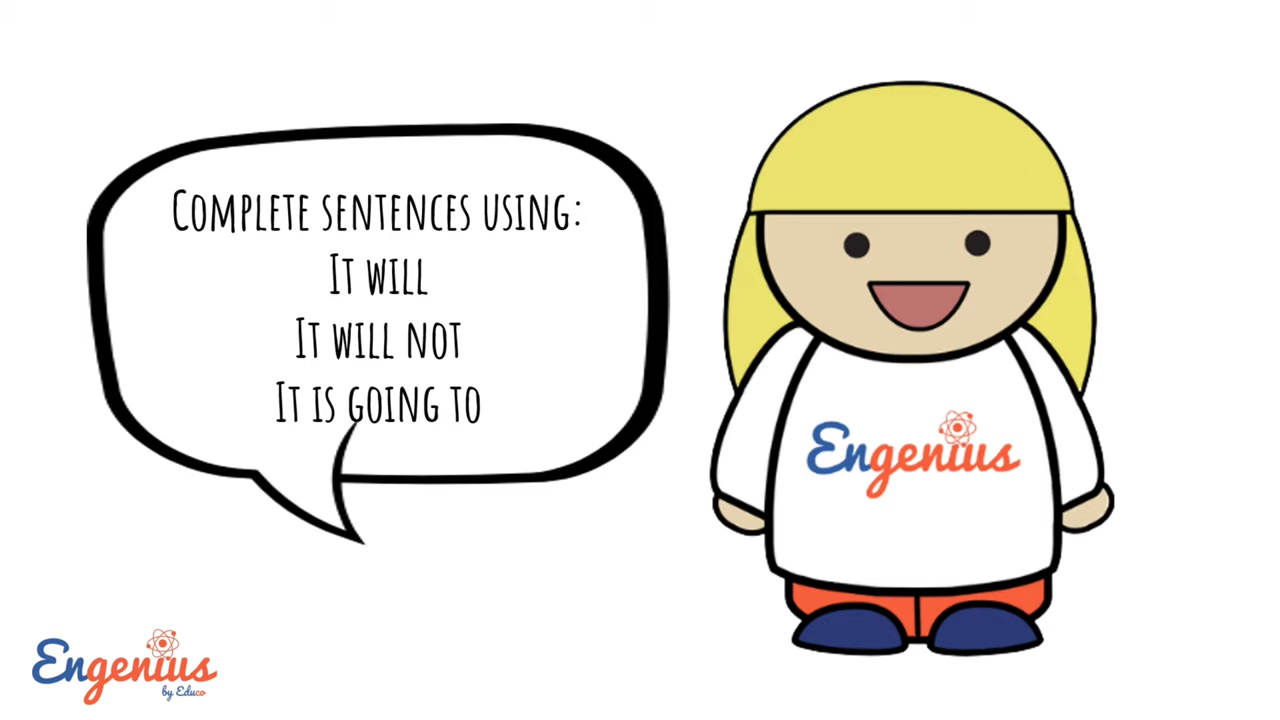 Complete sentences using:
It will
It will not
It is going to
Engenius
Engenius
by Educo